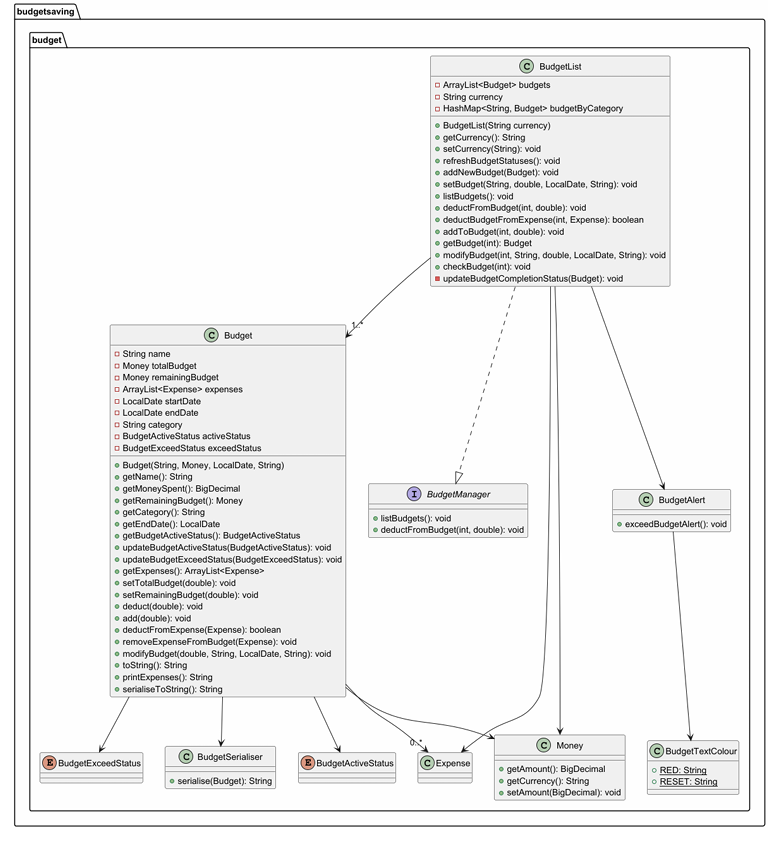 budgetsaving
budget
C BudgetList
ArrayList<Budget> budgets
String currency
HashMap<String, Budget> budgetByCategory
BudgetList(String currency)
getCurrency(): String
setCurrency(String): void
refreshBudgetStatuses(): void
addNewBudget(Budget): void
setBudget(String, double, LocalDate, String): void
listBudgets(): void
deductFromBudget(int, double): void
deductBudgetFromExpense(int, Expense): boolean
addToBudget(int, double): void
getBudget(int): Budget
modifyBudget(int, String, double, LocalDate, String): void
checkBudget(int): void
updateBudgetCompletionStatus(Budget): void
1..*
C Budget
String name
Money totalBudget
Money remainingBudget
ArrayList<Expense> expenses
LocalDate startDate
LocalDate endDate
String category
BudgetActiveStatus activeStatus
BudgetExceedStatus exceedStatus
Budget(String, Money, LocalDate, String)
getName(): String
getMoneySpent(): BigDecimal
getRemainingBudget(): Money
getCategory(): String
getEndDate(): LocalDate
getBudgetActiveStatus(): BudgetActiveStatus
updateBudgetActiveStatus(BudgetActiveStatus): void
updateBudgetExceedStatus(BudgetExceedStatus): void
getExpenses(): ArrayList<Expense>
setTotalBudget(double): void
setRemainingBudget(double): void
deduct(double): void
add(double): void
deductFromExpense(Expense): boolean
removeExpenseFromBudget(Expense): void
modifyBudget(double, String, LocalDate, String): void
toString(): String
printExpenses(): String
serialiseToString(): String
I BudgetManager
listBudgets(): void
deductFromBudget(int, double): void
C BudgetAlert
exceedBudgetAlert(): void
0..*
E BudgetExceedStatus
C BudgetSerialiser
serialise(Budget): String
E BudgetActiveStatus
C Expense
C Money
getAmount(): BigDecimal
getCurrency(): String
setAmount(BigDecimal): void
C BudgetTextColour
RED: String
RESET: String